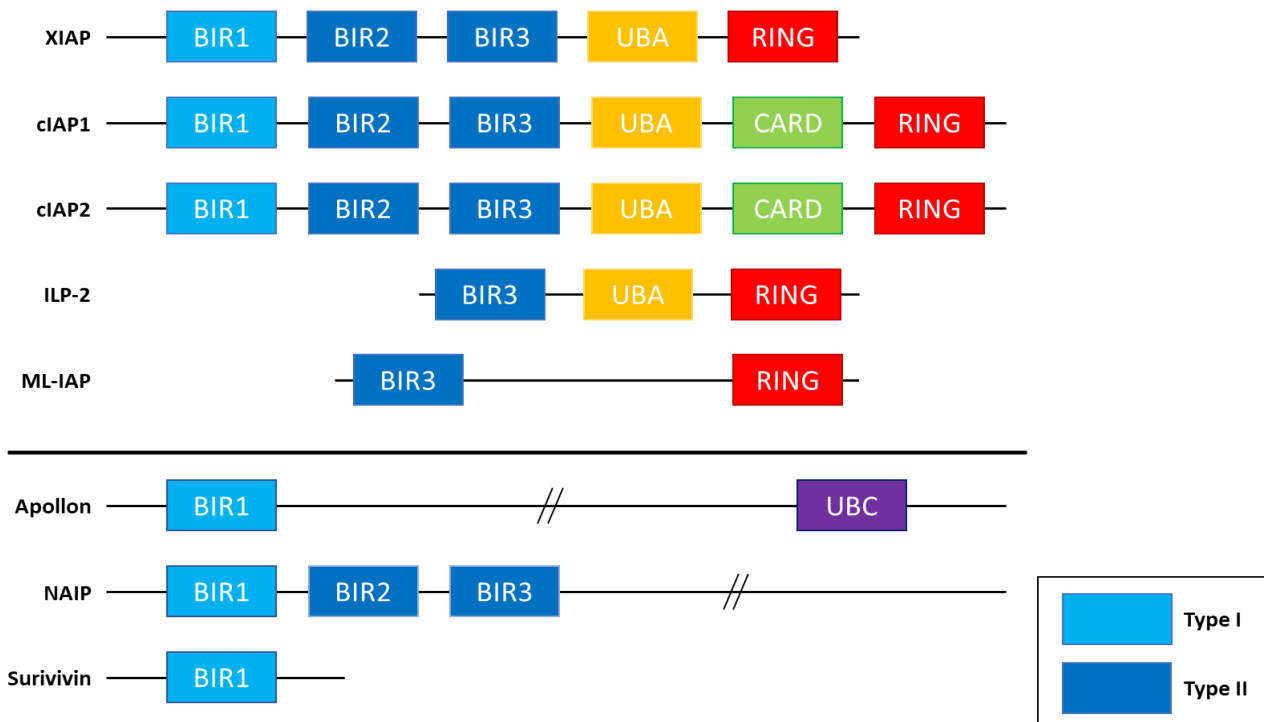 XIAP BIR1 BIR2 BIR3 UBA RING
cIAP1 BIR1 BIR2 BIR3 UBA CARD RING
cIAP2 BIR1 BIR2 BIR3 UBA CARD RING
ILP-2 BIR3 UBA RING
ML-IAP BIR3 RING
Apollon BIR1 UBC
NAIP BIR1 BIR2 BIR3
Surivivin BIR1
Type I
Type II